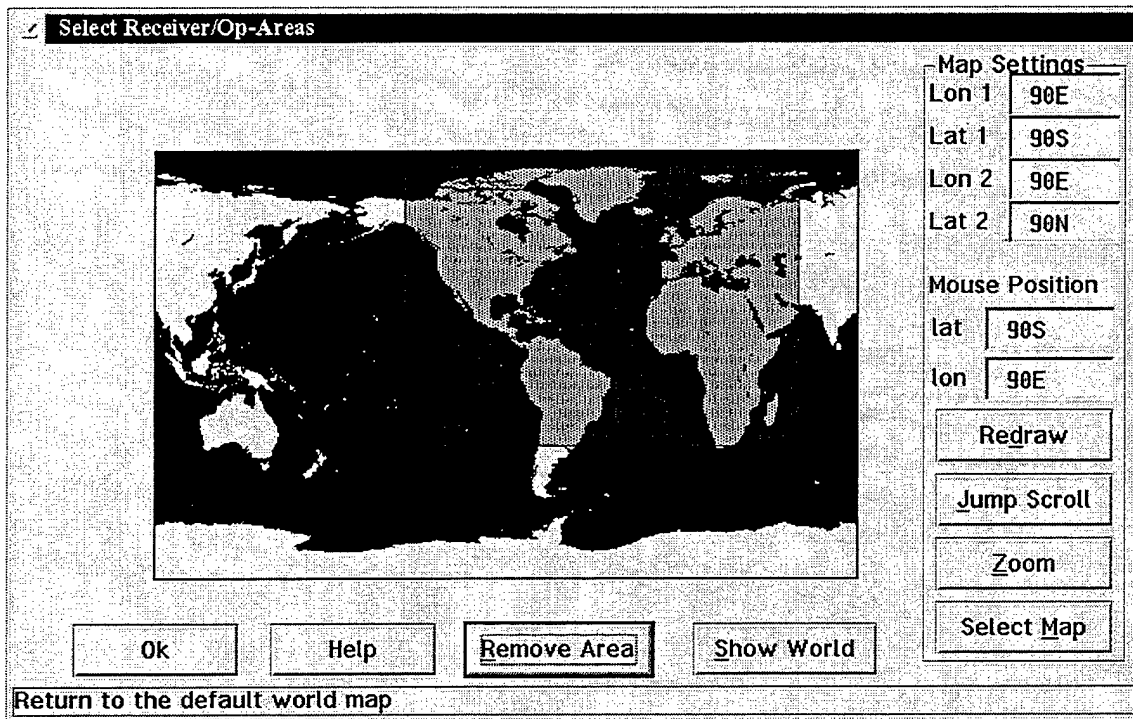 Select Receiver/Op-Areas
Map Settings
Lon 1 90E
Lat 1 90S
Lon 2 90E
Lat 2 90N
Mouse Position
lat 90S
lon 90E
Redraw
Jump Scroll
Zoom
Select Map
Ok
Help
Remove Area
Show World
Return to the default world map